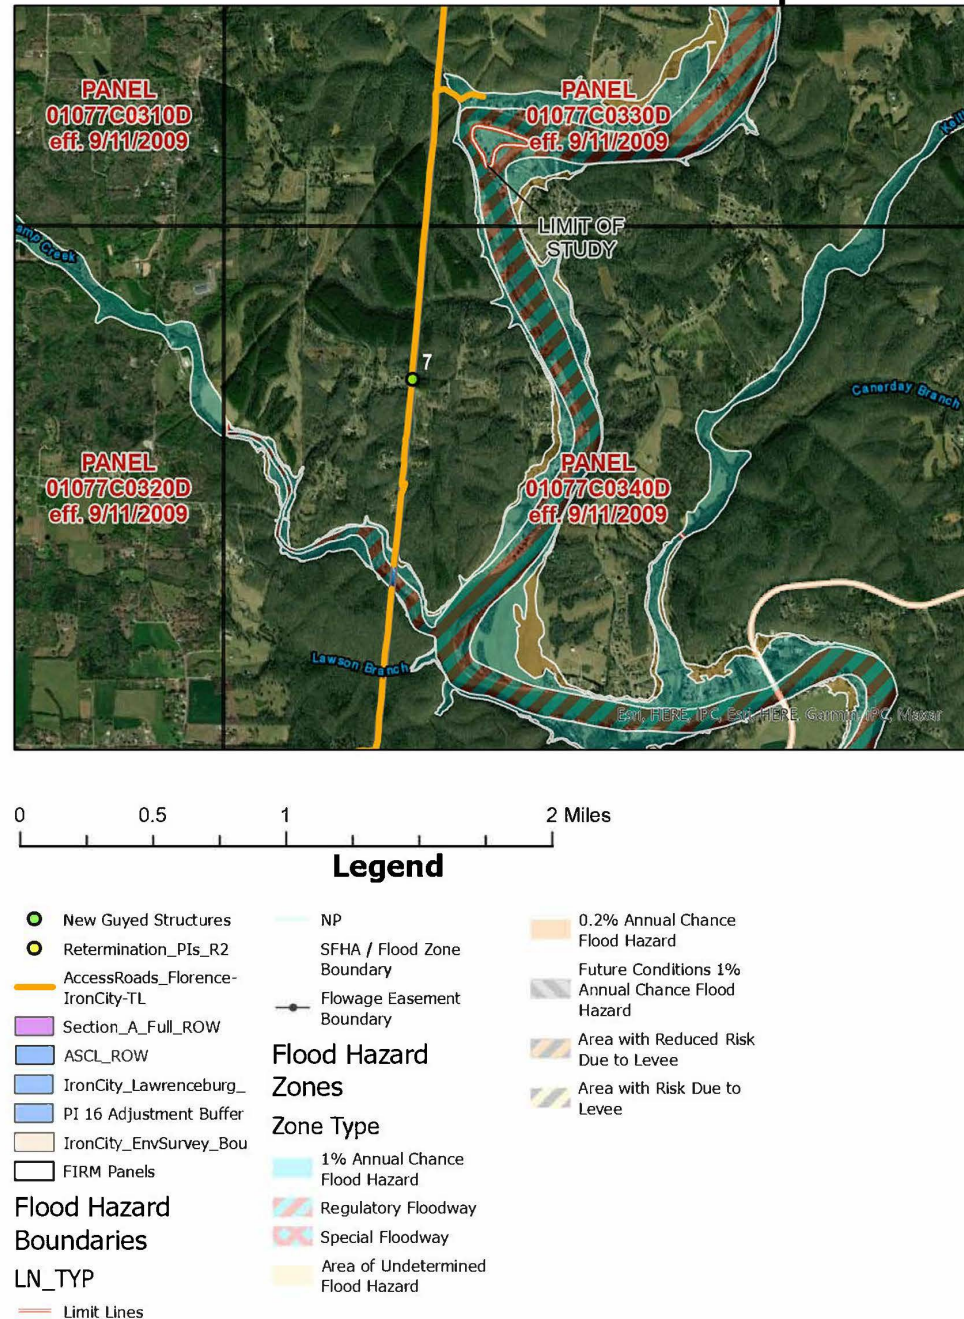 PANEL
01077C0310D
eff. 9/11/2009
PANEL
01077C0330D
eff. 9/11/2009
LIMIT OF
STUDY
amp Creek
7
Canerday Branch
PANEL
01077C0320D
eff. 9/11/2009
PANEL
01077C0340D
eff. 9/11/2009
Lawson Branch
Esri, HERE, iPC, Esri, HERE, Garmin, iPC, Maxar
0 0.5 1 2 Miles
Legend
New Guyed Structures
Retermination_PIs_R2
AccessRoads_Florence-
IronCity-TL
Section_A_Full_ROW
ASCL_ROW
IronCity_Lawrenceburg_
PI 16 Adjustment Buffer
IronCity_EnvSurvey_Bou
FIRM Panels
Flood Hazard
Boundaries
LN_TYP
Limit Lines
NP
SFHA / Flood Zone
Boundary
Flowage Easement
Boundary
Flood Hazard
Zones
Zone Type
1% Annual Chance
Flood Hazard
Regulatory Floodway
Special Floodway
Area of Undetermined
Flood Hazard
0.2% Annual Chance
Flood Hazard
Future Conditions 1%
Annual Chance Flood
Hazard
Area with Reduced Risk
Due to Levee
Area with Risk Due to
Levee